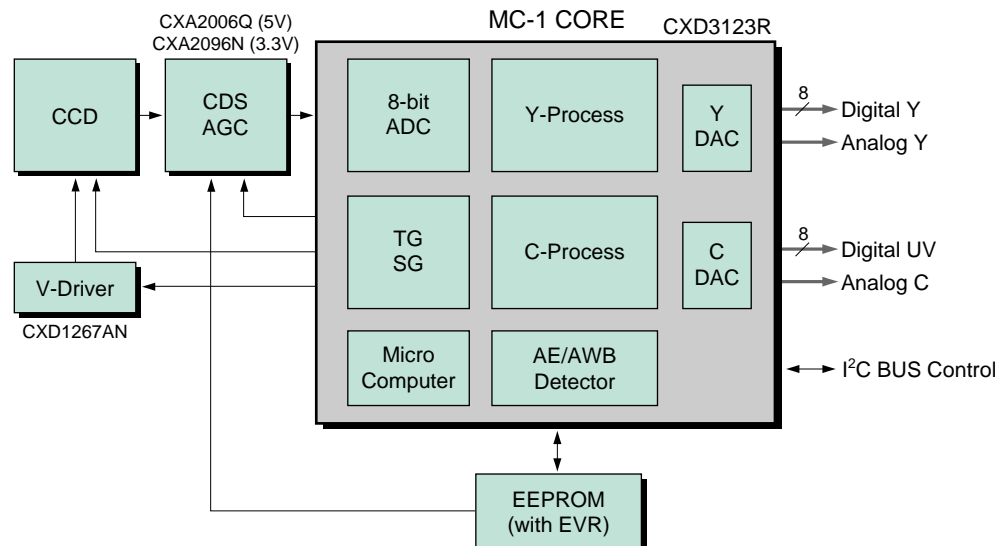 CXA2006Q (5V)
CXA2096N (3.3V)
MC-1 CORE
CXD3123R
CCD
CDS
AGC
8-bit
ADC
Y-Process
Y
DAC
8
Digital Y
Analog Y
TG
SG
C-Process
C
DAC
8
Digital UV
Analog C
V-Driver
CXD1267AN
Micro
Computer
AE/AWB
Detector
I²C BUS Control
EEPROM
(with EVR)